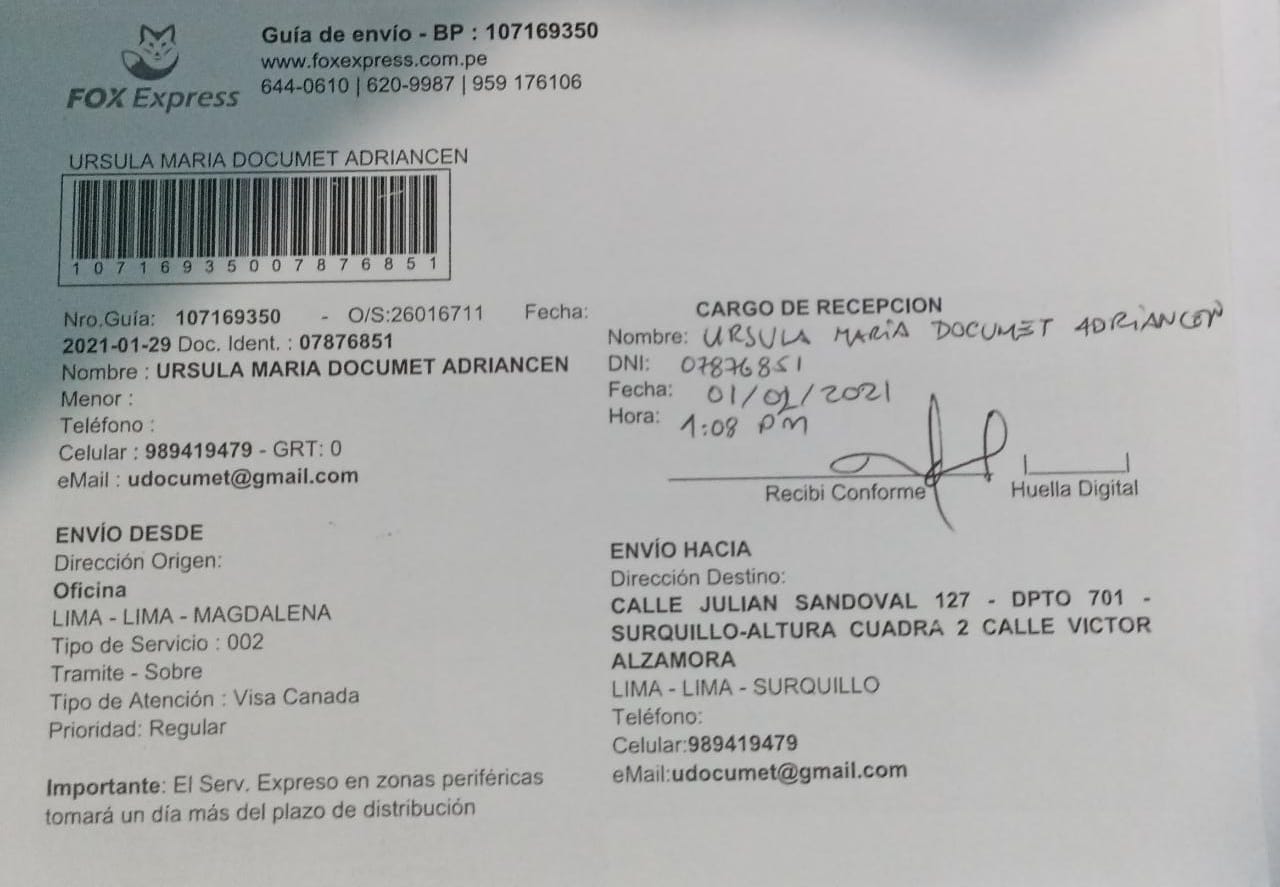 FOX Express
Guía de envío - BP : 107169350
www.foxexpress.com.pe
644-0610 | 620-9987 | 959 176106
URSULA MARIA DOCUMET ADRIANCEN
1 0 7 1 6 9 3 5 0 0 7 8 7 6 8 5 1
Nro.Guía: 107169350 - O/S:26016711 Fecha:
2021-01-29 Doc. Ident. : 07876851
Nombre : URSULA MARIA DOCUMET ADRIANCEN
Menor :
Teléfono :
Celular : 989419479 - GRT: 0
eMail : udocumet@gmail.com
CARGO DE RECEPCION
Nombre: URSULA MARIA DOCUMET ADRIANCEN
DNI: 07876851
Fecha: 01/02/2021
Hora: 1:08 PM
Recibi Conforme
Huella Digital
ENVÍO DESDE
Dirección Origen:
Oficina
LIMA - LIMA - MAGDALENA
Tipo de Servicio : 002
Tramite - Sobre
Tipo de Atención : Visa Canada
Prioridad: Regular
Importante: El Serv. Expreso en zonas periféricas
tomará un día más del plazo de distribución
ENVÍO HACIA
Dirección Destino:
CALLE JULIAN SANDOVAL 127 - DPTO 701 -
SURQUILLO-ALTURA CUADRA 2 CALLE VICTOR
ALZAMORA
LIMA - LIMA - SURQUILLO
Teléfono:
Celular:989419479
eMail:udocumet@gmail.com